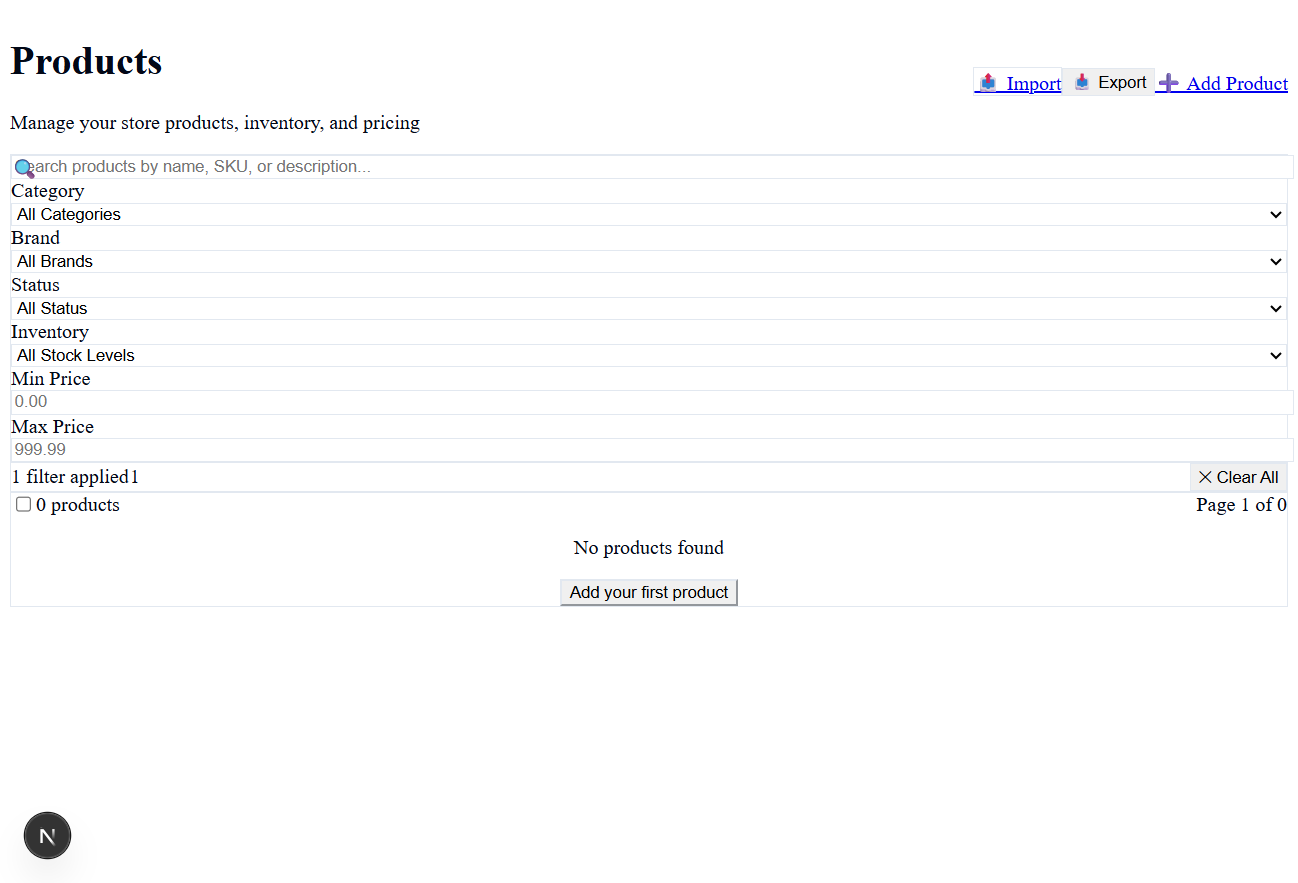 Products
Import Export Add Product
Manage your store products, inventory, and pricing
earch products by name, SKU, or description...
Category
All Categories
Brand
All Brands
Status
All Status
Inventory
All Stock Levels
Min Price
0.00
Max Price
999.99
1 filter applied1 Clear All
0 products Page 1 of 0
No products found
Add your first product
N